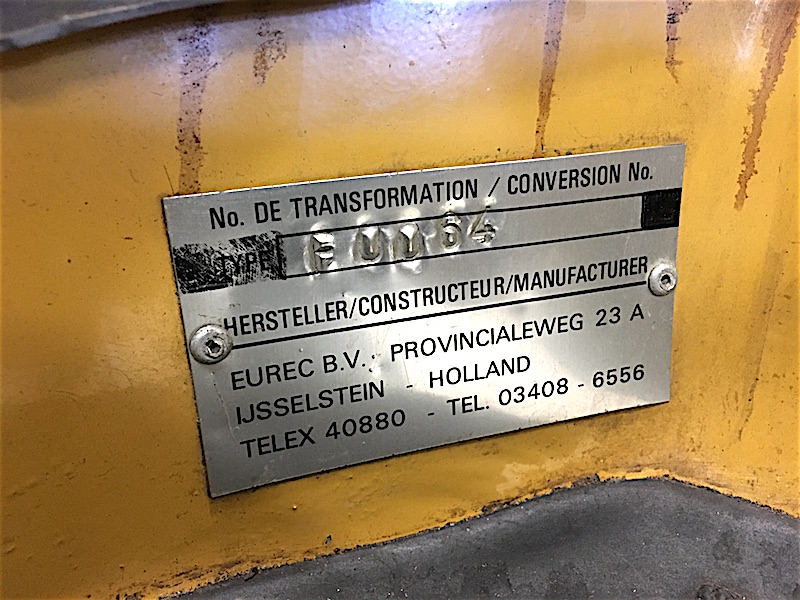 No. DE TRANSFORMATION / CONVERSION No.
TYPE F 0064
HERSTELLER/CONSTRUCTEUR/MANUFACTURER
EUREC B.V. . PROVINCIALEWEG 23 A
IJSSELSTEIN - HOLLAND
TELEX 40880 - TEL. 03408 - 6556